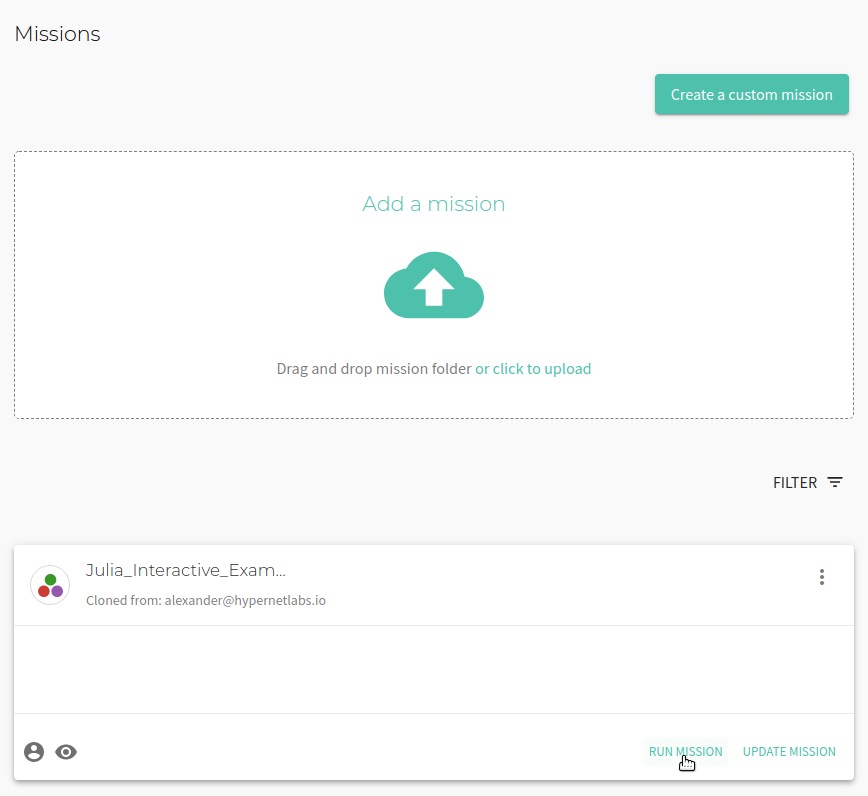 Missions
Create a custom mission
Add a mission
Drag and drop mission folder or click to upload
FILTER
Julia_Interactive_Exam...
Cloned from: alexander@hypernetlabs.io
RUN MISSION UPDATE MISSION